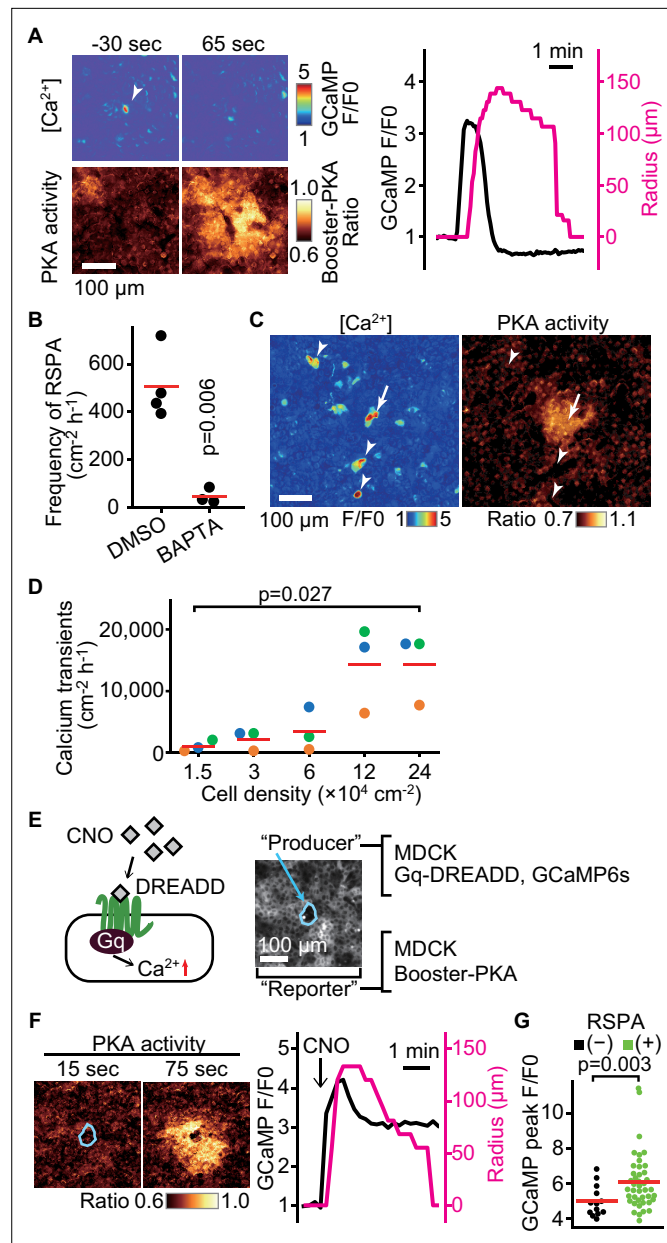 A
-30 sec 65 sec
[Ca2+]
5
1
GCaMP
F/F0
PKA activity
1.0
0.6
Booster-PKA
Ratio
100 µm
1 min
GCaMP F/F0
4
3
2
1
Radius (µm)
150
100
50
0
B
Frequency of RSPA
(cm-2 h-1)
600
400
200
0
p=0.006
DMSO
BAPTA
C
[Ca2+] PKA activity
100 µm F/F0 1 5 Ratio 0.7 1.1
D
p=0.027
Calcium transients
(cm-2 h-1)
20,000
10,000
0
1.5 3 6 12 24
Cell density (×104 cm-2)
E
CNO
DREADD
Gq
Ca2+
"Producer"
MDCK
Gq-DREADD, GCaMP6s
100 µm
"Reporter"
MDCK
Booster-PKA
F
PKA activity
15 sec 75 sec
Ratio 0.6 1.0
CNO
1 min
GCaMP F/F0
5
4
3
2
1
Radius (µm)
150
100
50
0
G
RSPA
(−) (+)
p=0.003
GCaMP peak F/F0
10
8
6
4